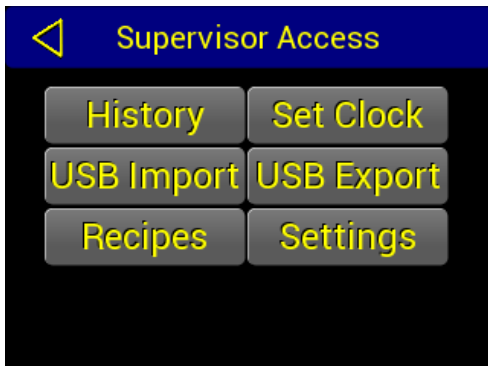 Supervisor Access
History Set Clock
USB Import USB Export
Recipes Settings